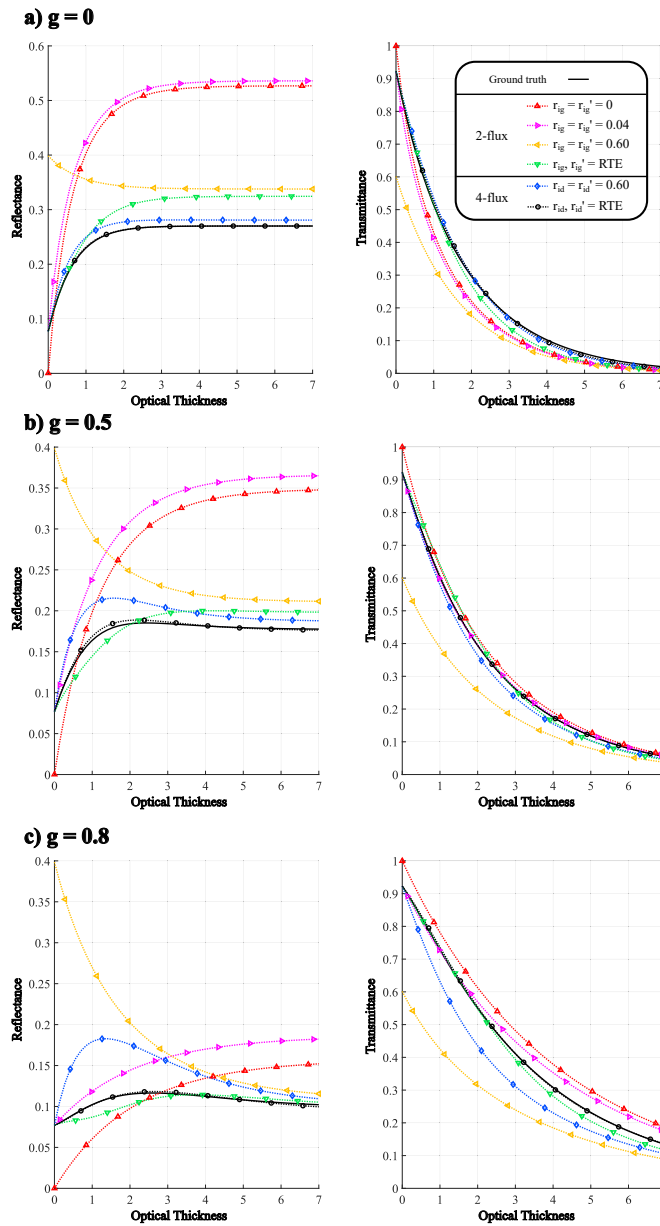 a) g = 0
0.6
0.5
0.4
0.3
0.2
0.1
0
0 1 2 3 4 5 6 7
Reflectance
Optical Thickness
1
0.9
0.8
0.7
0.6
0.5
0.4
0.3
0.2
0.1
0
0 1 2 3 4 5 6 7
Transmittance
Optical Thickness
Ground truth
2-flux
r_ig = r_ig' = 0
r_ig = r_ig' = 0.04
r_ig = r_ig' = 0.60
r_ig, r_ig' = RTE
4-flux
r_id = r_id' = 0.60
r_id, r_id' = RTE
b) g = 0.5
0.4
0.35
0.3
0.25
0.2
0.15
0.1
0.05
0
0 1 2 3 4 5 6 7
Reflectance
Optical Thickness
1
0.9
0.8
0.7
0.6
0.5
0.4
0.3
0.2
0.1
0
0 1 2 3 4 5 6
Transmittance
Optical Thickness
c) g = 0.8
0.4
0.35
0.3
0.25
0.2
0.15
0.1
0.05
0
0 1 2 3 4 5 6 7
Reflectance
Optical Thickness
1
0.9
0.8
0.7
0.6
0.5
0.4
0.3
0.2
0.1
0
0 1 2 3 4 5 6
Transmittance
Optical Thickness